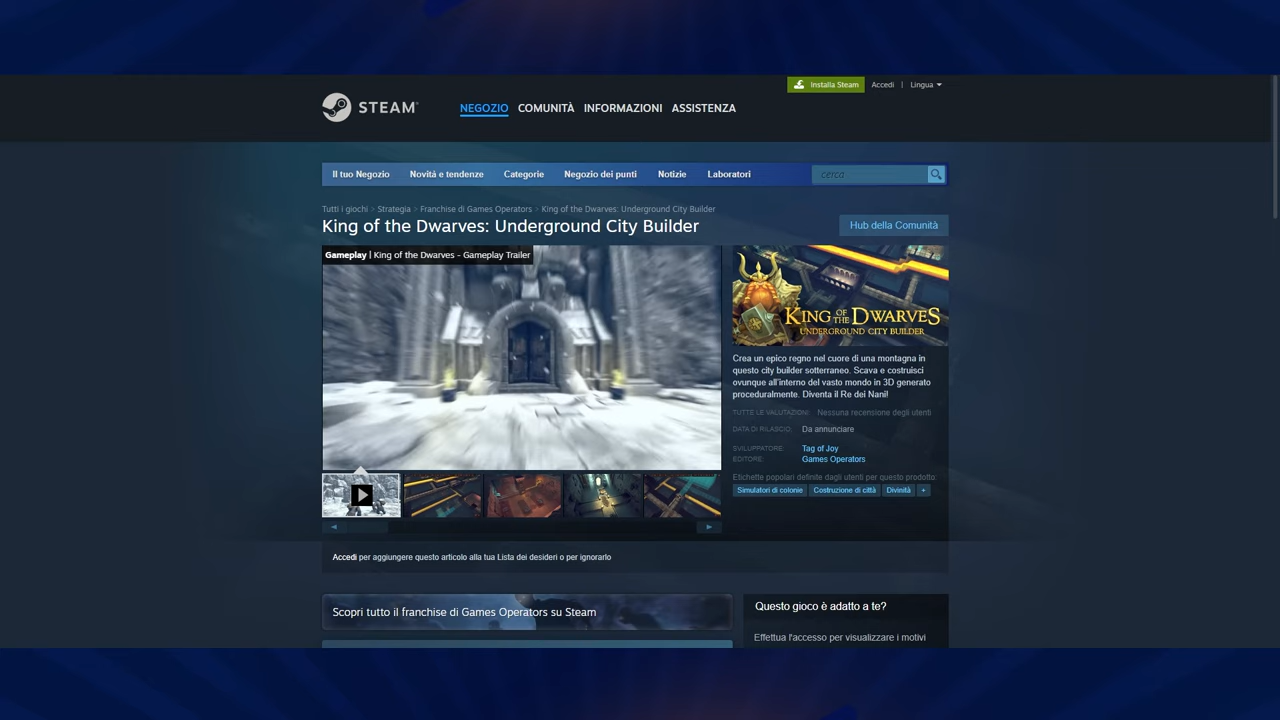 Installa Steam Accedi | Lingua
STEAM®
NEGOZIO COMUNITÀ INFORMAZIONI ASSISTENZA
Il tuo Negozio Novità e tendenze Categorie Negozio dei punti Notizie Laboratori cerca
Tutti i giochi > Strategia > Franchise di Games Operators > King of the Dwarves: Underground City Builder
King of the Dwarves: Underground City Builder
Hub della Comunità
Gameplay | King of the Dwarves - Gameplay Trailer
KING OF THE DWARVES
UNDERGROUND CITY BUILDER
Crea un epico regno nel cuore di una montagna in
questo city builder sotterraneo. Scava e costruisci
ovunque all'interno del vasto mondo in 3D generato
proceduralmente. Diventa il Re dei Nani!
TUTTE LE VALUTAZIONI: Nessuna recensione degli utenti
DATA DI RILASCIO: Da annunciare
SVILUPPATORE: Tag of Joy
EDITORE: Games Operators
Etichette popolari definite dagli utenti per questo prodotto:
Simulatori di colonie Costruzione di città Divinità +
Accedi per aggiungere questo articolo alla tua Lista dei desideri o per ignorarlo
Scopri tutto il franchise di Games Operators su Steam
Questo gioco è adatto a te?
Effettua l'accesso per visualizzare i motivi